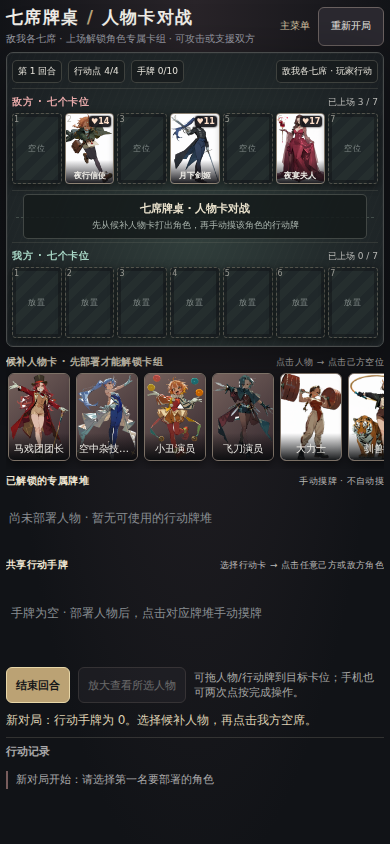 七席牌桌 / 人物卡对战
敌我各七席 · 上场解锁角色专属卡组 · 可攻击或支援双方
主菜单
重新开局
第 1 回合
行动点 4/4
手牌 0/10
敌我各七席 · 玩家行动
敌方 · 七个卡位
已上场 3 / 7
1 空位
♥14 夜行信使
3 空位
♥11 月下剑姬
5 空位
♥17 夜宴夫人
7 空位
七席牌桌 · 人物卡对战
先从候补人物卡打出角色，再手动摸该角色的行动牌
我方 · 七个卡位
已上场 0 / 7
1 放置
2 放置
3 放置
4 放置
5 放置
6 放置
7 放置
候补人物卡 · 先部署才能解锁卡组
点击人物 → 点击己方空位
马戏团团长
空中杂技…
小丑演员
飞刀演员
大力士
驯兽
已解锁的专属牌堆
手动摸牌 · 不自动摸
尚未部署人物 · 暂无可使用的行动牌堆
共享行动手牌
选择行动卡 → 点击任意己方或敌方角色
手牌为空 · 部署人物后，点击对应牌堆手动摸牌
结束回合
放大查看所选人物
可拖人物/行动牌到目标卡位；手机也
可两次点按完成操作。
新对局：行动手牌为 0。选择候补人物，再点击我方空席。
行动记录
新对局开始：请选择第一名要部署的角色